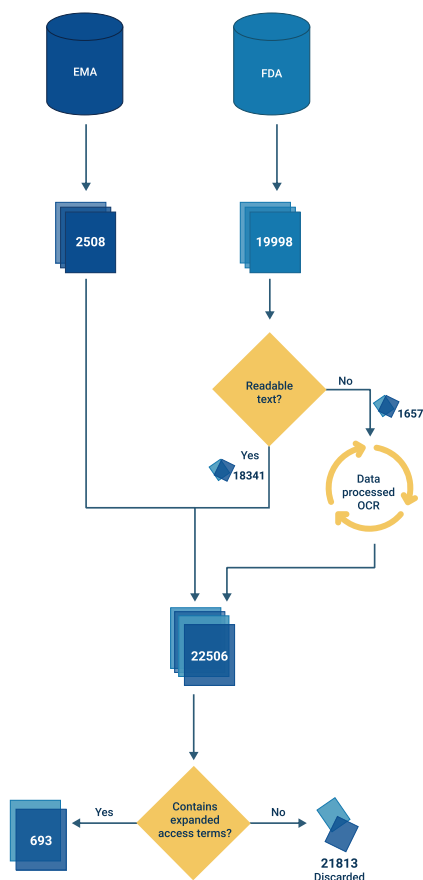 EMA
FDA
2508
19998
Readable
text?
No
1657
Yes
18341
Data
processed
OCR
22506
Contains
expanded
access terms?
Yes
No
693
21813
Discarded